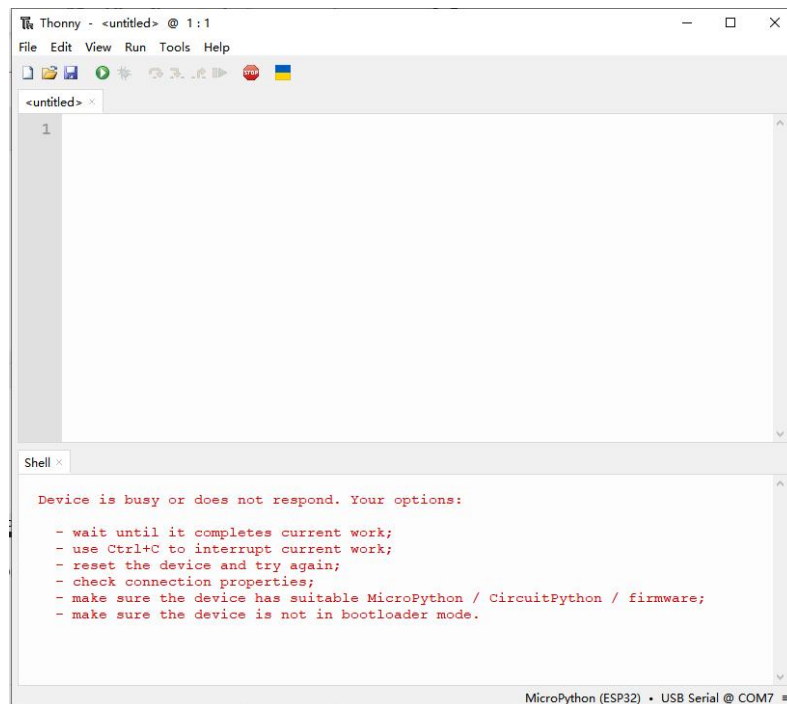 Thonny - <untitled> @ 1 : 1
File Edit View Run Tools Help
STOP
<untitled> ×
1
Shell ×
Device is busy or does not respond. Your options:
- wait until it completes current work;
- use Ctrl+C to interrupt current work;
- reset the device and try again;
- check connection properties;
- make sure the device has suitable MicroPython / CircuitPython / firmware;
- make sure the device is not in bootloader mode.
MicroPython (ESP32) • USB Serial @ COM7 ≡